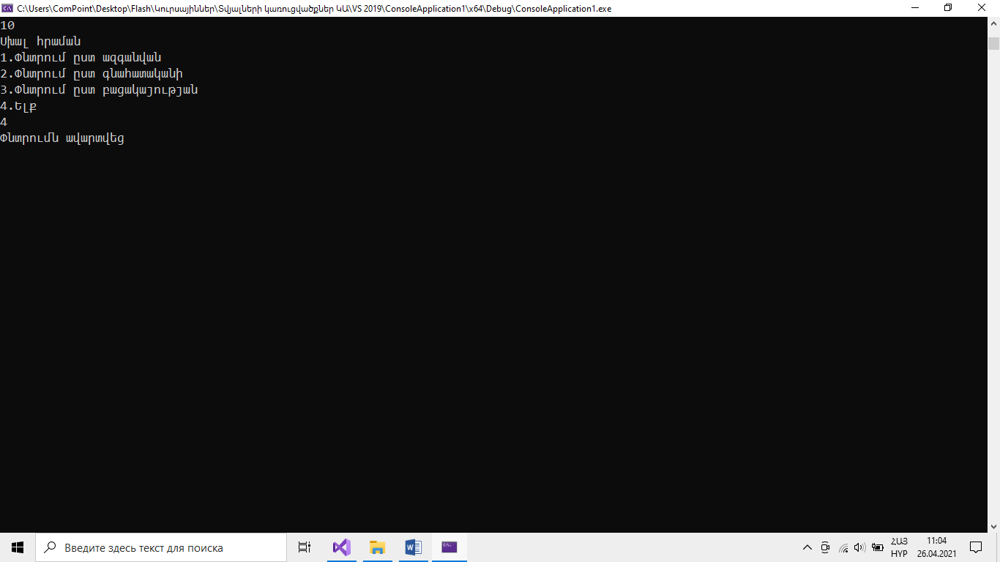 C:\Users\ComPoint\Desktop\Flash\Կուրսայիններ\Տվյալների կառուցվածքներ ԿԱ\VS 2019\ConsoleApplication1\x64\Debug\ConsoleApplication1.exe
10
Սխալ հրաման
1.Փնտրում ըստ ազգանվան
2.Փնտրում ըստ գնահատականի
3.Փնտրում ըստ բացակայության
4.Ելք
4
Փնտրումն ավարտվեց
Введите здесь текст для поиска
ՀԱՅ
HYP
11:04
26.04.2021